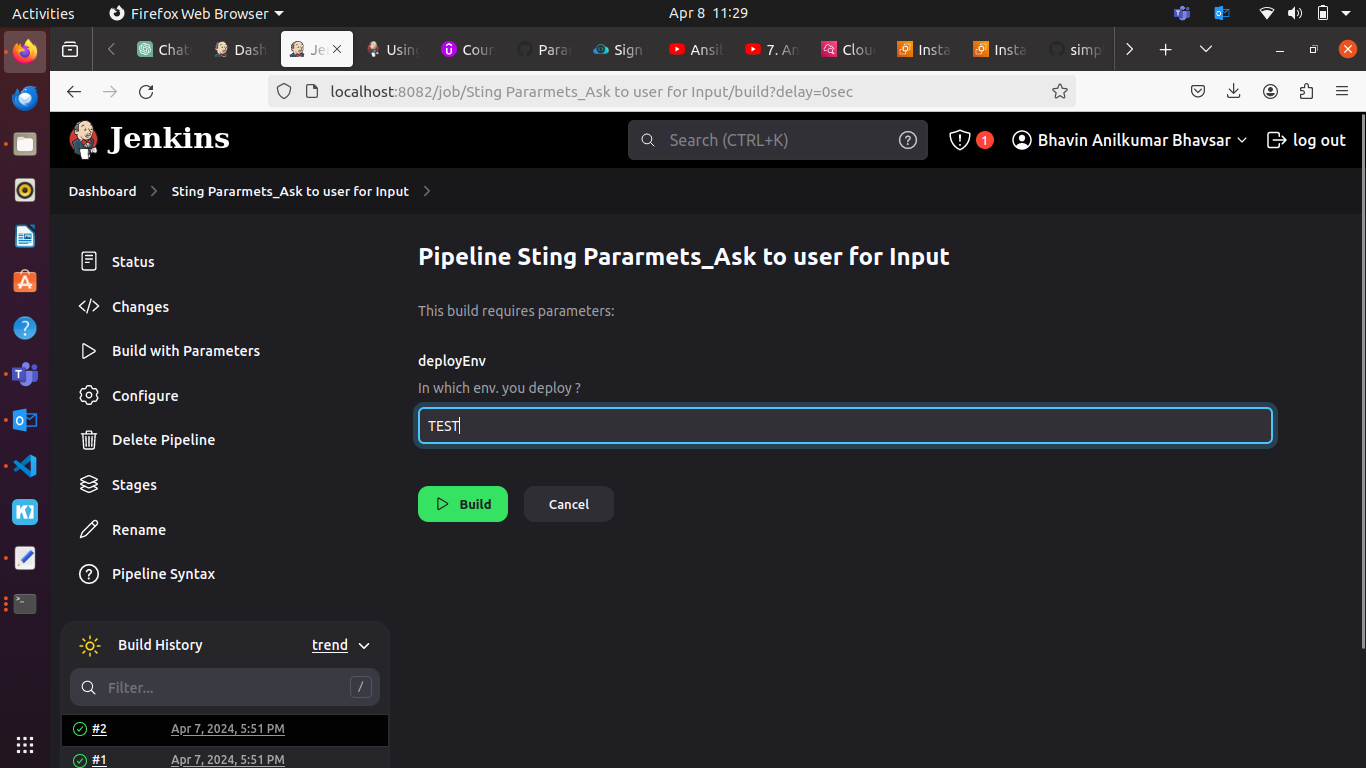 Activities
Firefox Web Browser
Apr 8 11:29
Chat
Dash
Je
Using
Cour
Paran
Sign
Ansil
7. An
Clou
Insta
Insta
simp
localhost:8082/job/Sting Pararmets_Ask to user for Input/build?delay=0sec
Jenkins
Search (CTRL+K)
1
Bhavin Anilkumar Bhavsar
log out
Dashboard
Sting Pararmets_Ask to user for Input
Status
Changes
Build with Parameters
Configure
Delete Pipeline
Stages
Rename
Pipeline Syntax
Build History
trend
Filter...
/
#2
Apr 7, 2024, 5:51 PM
#1
Apr 7, 2024, 5:51 PM
Pipeline Sting Pararmets_Ask to user for Input
This build requires parameters:
deployEnv
In which env. you deploy ?
TEST
Build
Cancel